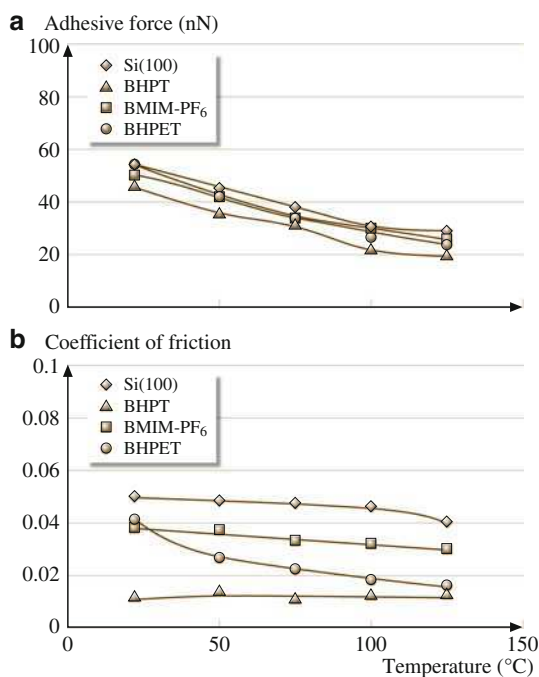 a Adhesive force (nN)
100
80
60
40
20
0
Si(100)
BHPT
BMIM-PF6
BHPET
b Coefficient of friction
0.1
0.08
0.06
0.04
0.02
0
Si(100)
BHPT
BMIM-PF6
BHPET
0 50 100 150
Temperature (°C)